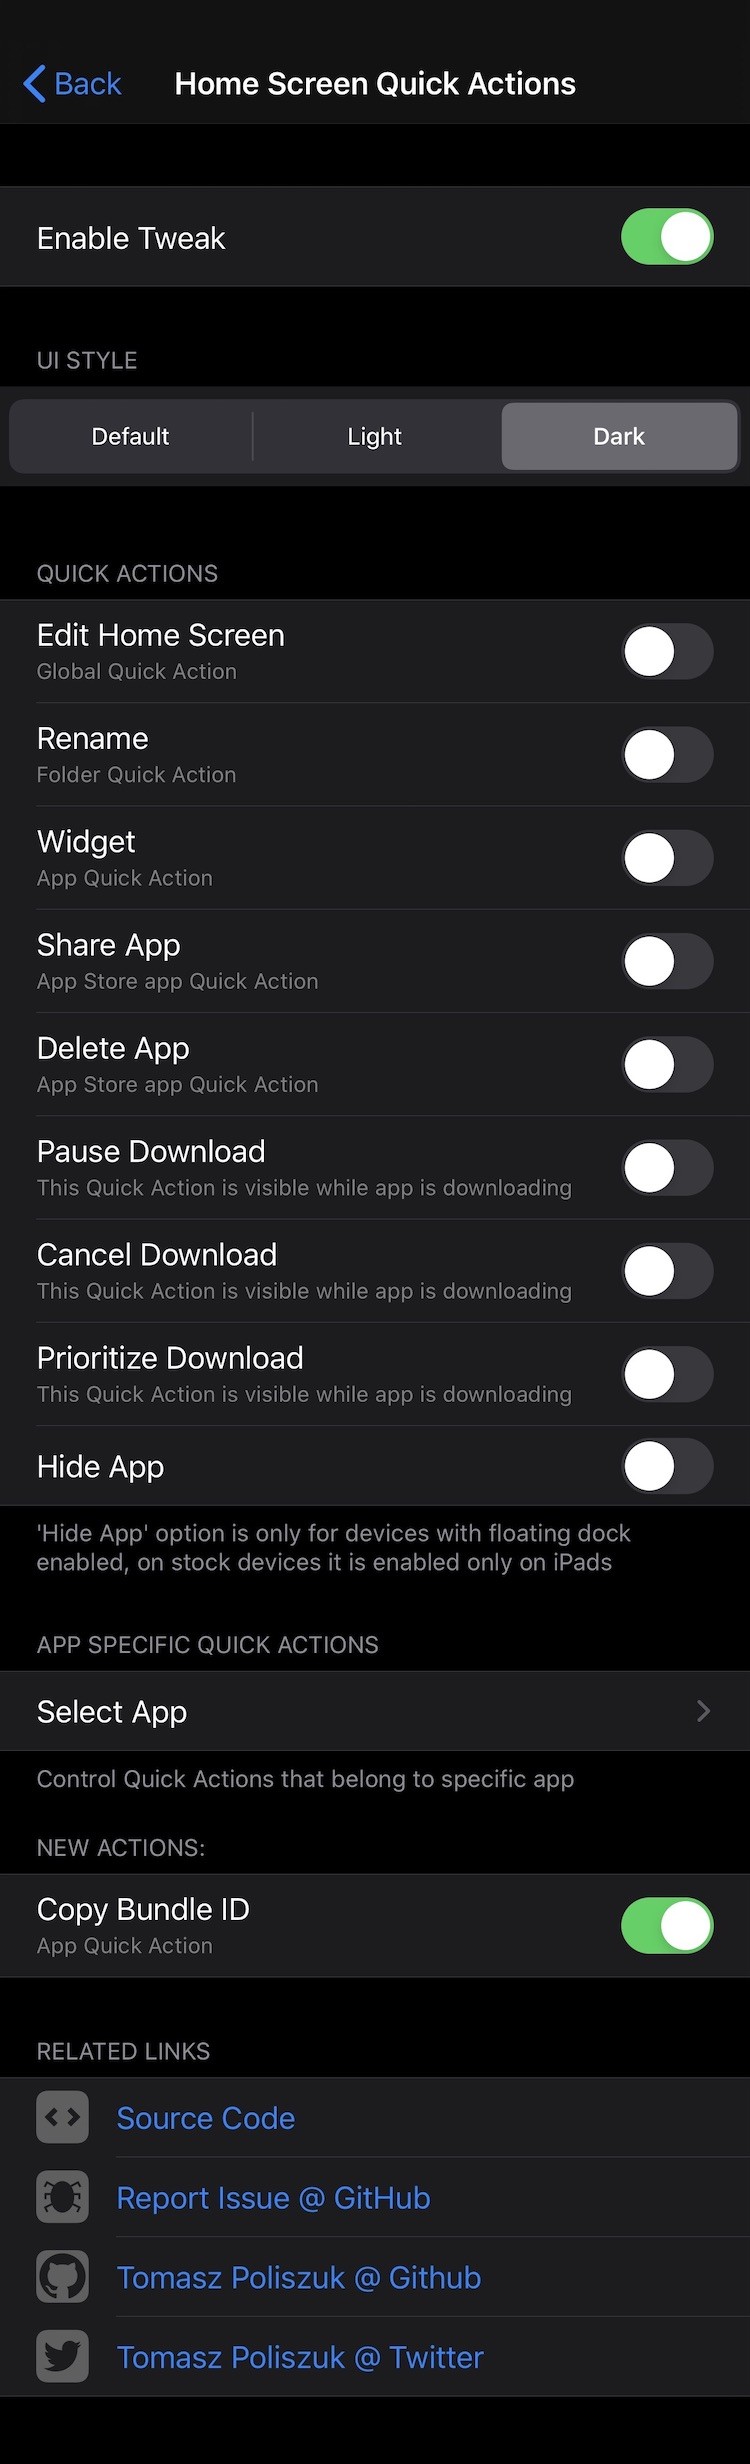 Back
Home Screen Quick Actions
Enable Tweak
UI STYLE
Default
Light
Dark
QUICK ACTIONS
Edit Home Screen
Global Quick Action
Rename
Folder Quick Action
Widget
App Quick Action
Share App
App Store app Quick Action
Delete App
App Store app Quick Action
Pause Download
This Quick Action is visible while app is downloading
Cancel Download
This Quick Action is visible while app is downloading
Prioritize Download
This Quick Action is visible while app is downloading
Hide App
'Hide App' option is only for devices with floating dock
enabled, on stock devices it is enabled only on iPads
APP SPECIFIC QUICK ACTIONS
Select App
Control Quick Actions that belong to specific app
NEW ACTIONS:
Copy Bundle ID
App Quick Action
RELATED LINKS
Source Code
Report Issue @ GitHub
Tomasz Poliszuk @ Github
Tomasz Poliszuk @ Twitter